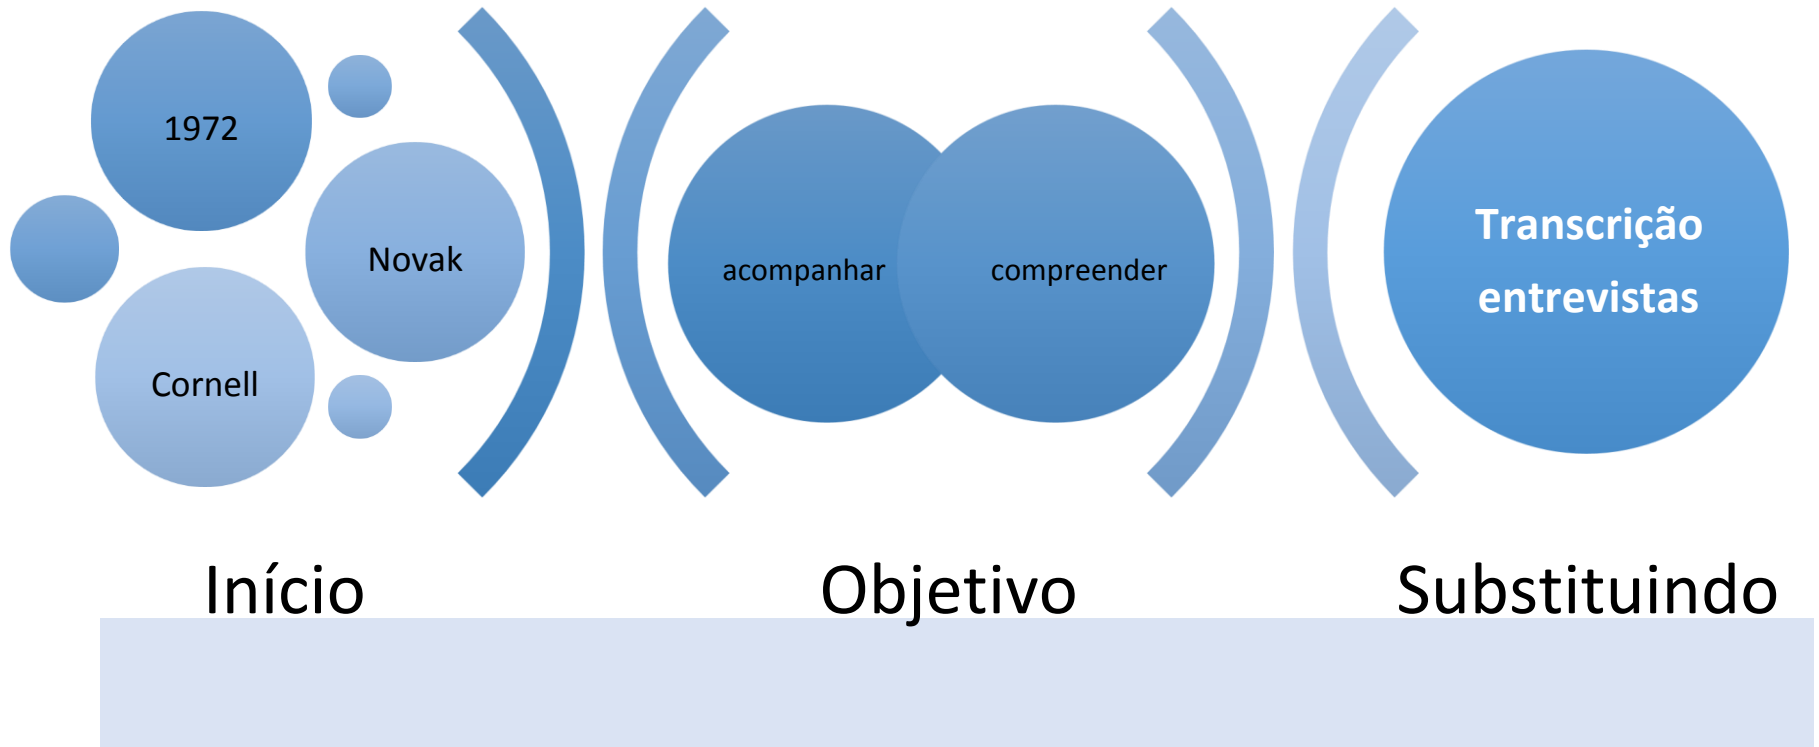 1972
Novak
Cornell
Início
acompanhar
compreender
Objetivo
Transcrição
entrevistas
Substituindo